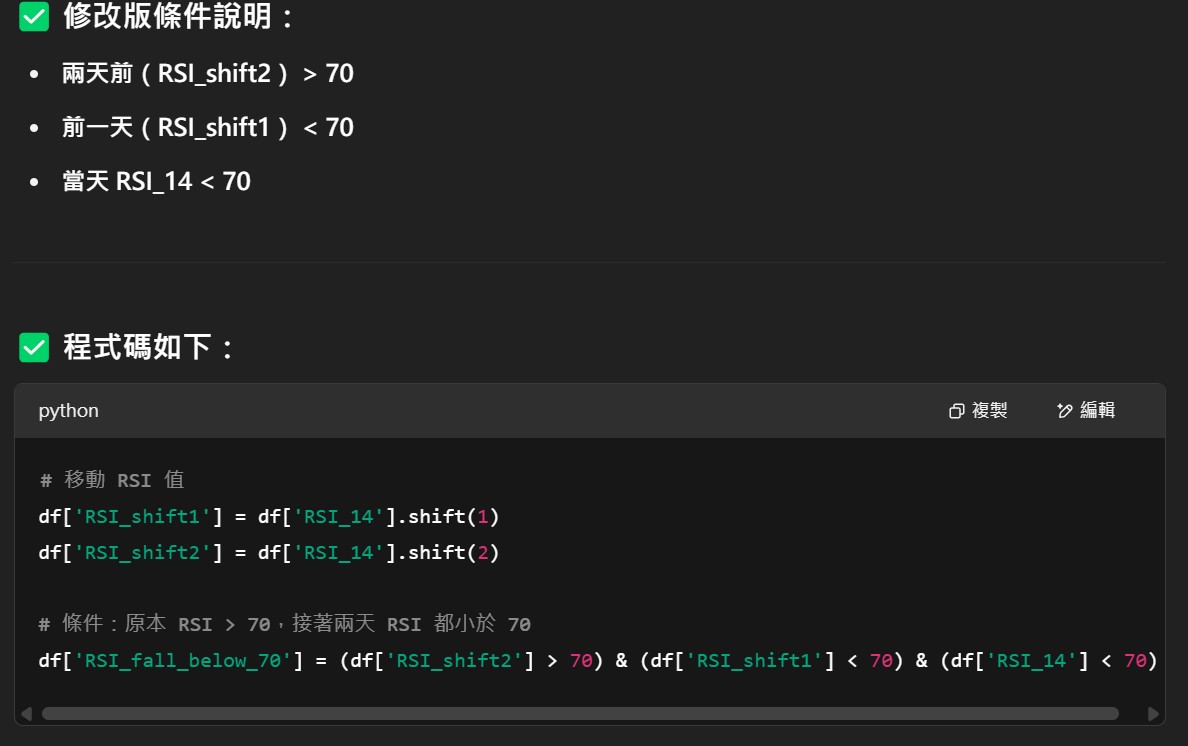 ✅ 修改版條件說明：
• 兩天前（RSI_shift2）> 70
• 前一天（RSI_shift1）< 70
• 當天 RSI_14 < 70
✅ 程式碼如下：
python 複製 編輯
# 移動 RSI 值
df['RSI_shift1'] = df['RSI_14'].shift(1)
df['RSI_shift2'] = df['RSI_14'].shift(2)
# 條件：原本 RSI > 70，接著兩天 RSI 都小於 70
df['RSI_fall_below_70'] = (df['RSI_shift2'] > 70) & (df['RSI_shift1'] < 70) & (df['RSI_14'] < 70)